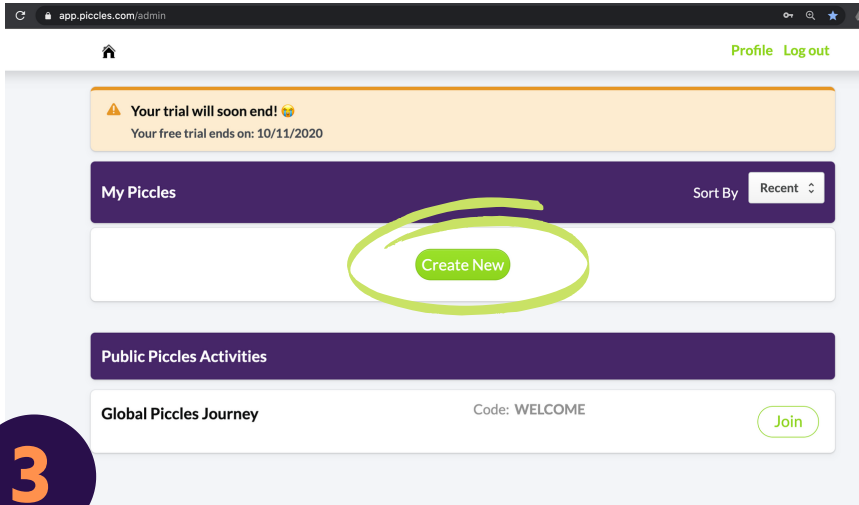 app.piccles.com/admin
Profile Log out
Your trial will soon end! 😭
Your free trial ends on: 10/11/2020
My Piccles
Sort By Recent
Create New
Public Piccles Activities
Global Piccles Journey Code: WELCOME Join
3